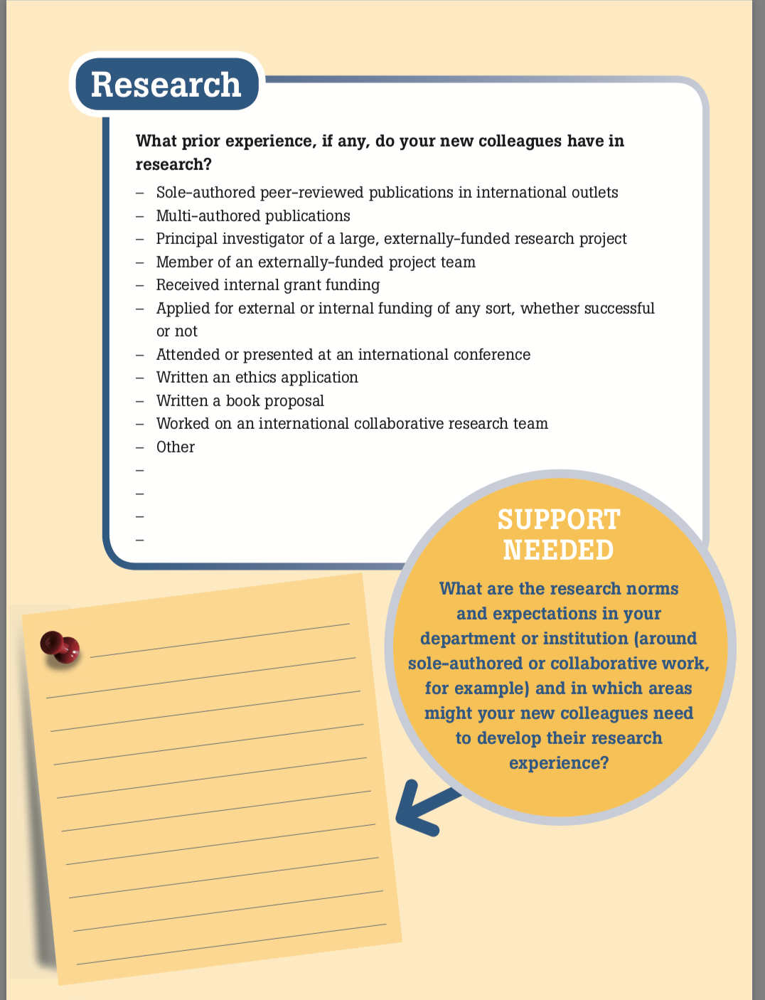 Research
What prior experience, if any, do your new colleagues have in
research?
– Sole-authored peer-reviewed publications in international outlets
– Multi-authored publications
– Principal investigator of a large, externally-funded research project
– Member of an externally-funded project team
– Received internal grant funding
– Applied for external or internal funding of any sort, whether successful
or not
– Attended or presented at an international conference
– Written an ethics application
– Written a book proposal
– Worked on an international collaborative research team
– Other
–
–
–
–
SUPPORT
NEEDED
What are the research norms
and expectations in your
department or institution (around
sole-authored or collaborative work,
for example) and in which areas
might your new colleagues need
to develop their research
experience?